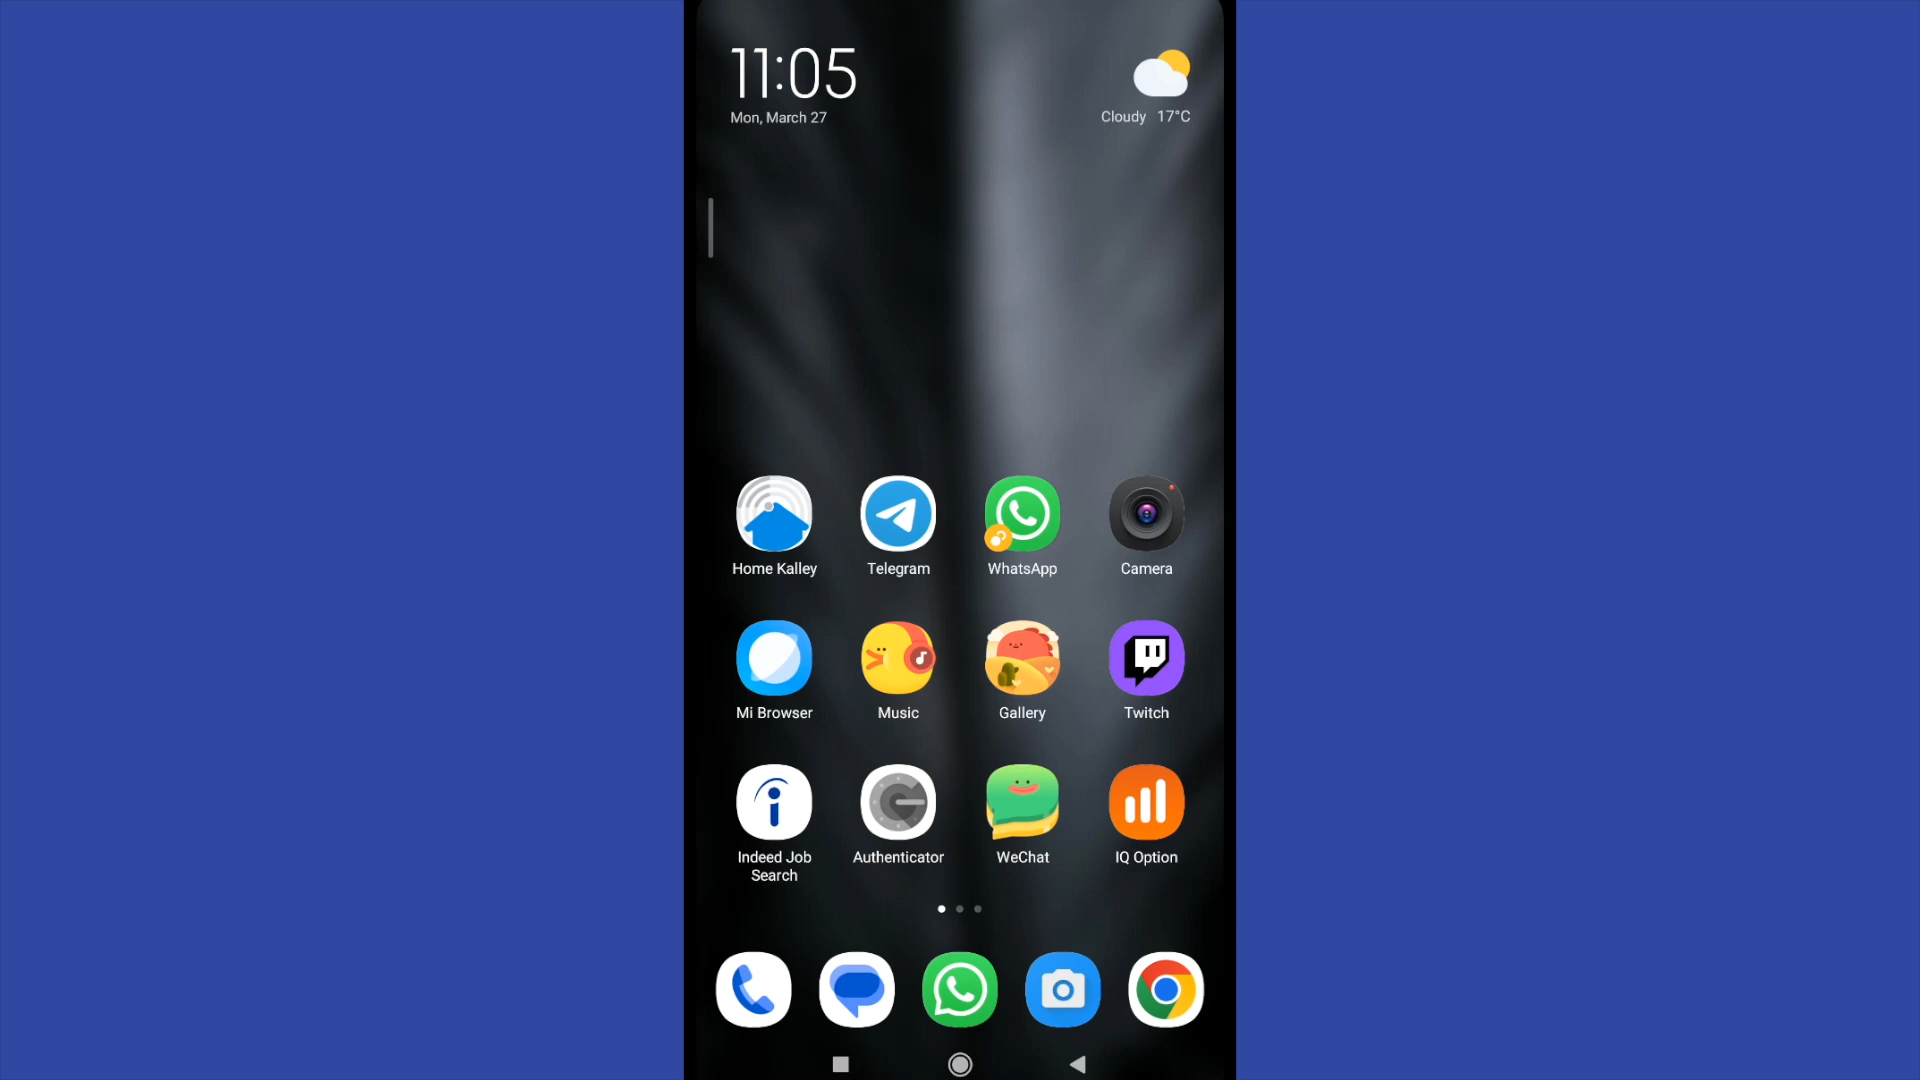 11:05
Mon, March 27
Cloudy 17°C
Home Kalley
Telegram
WhatsApp
Camera
Mi Browser
Music
Gallery
Twitch
Indeed Job
Search
Authenticator
WeChat
IQ Option